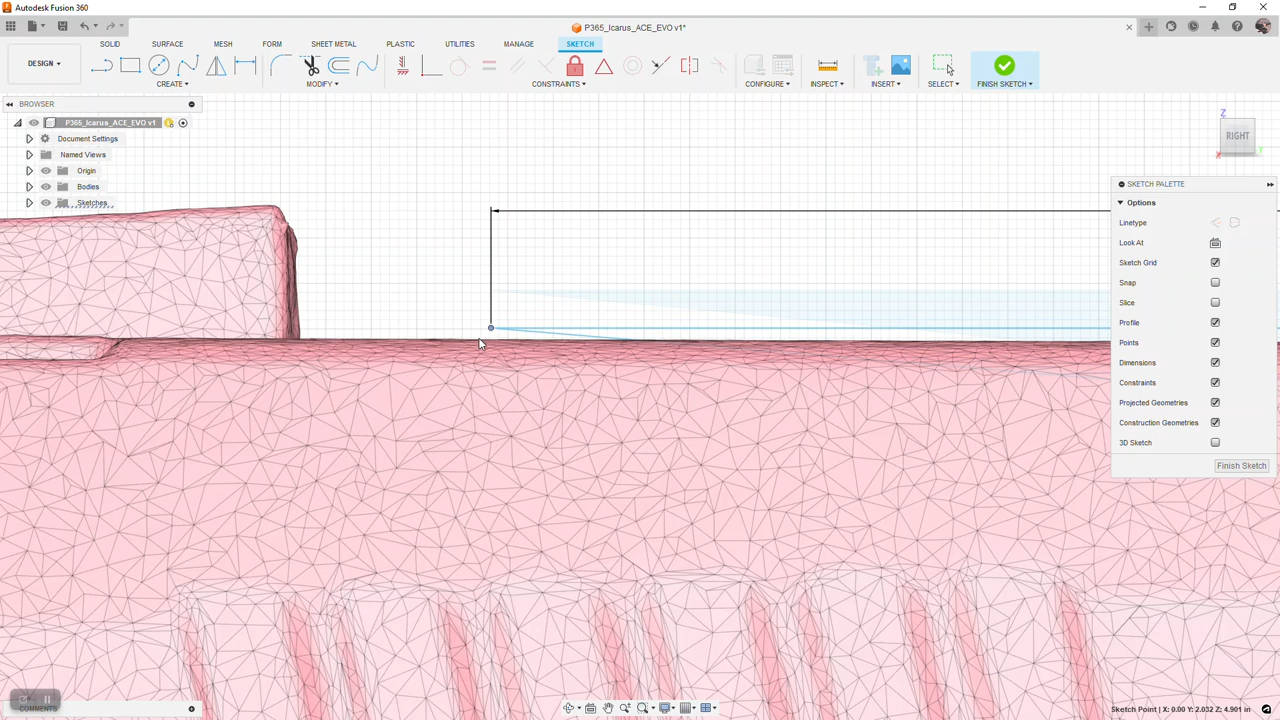 Autodesk Fusion 360
P365_Icarus_ACE_EVO v1*
DESIGN
SOLID
SURFACE
MESH
FORM
SHEET METAL
PLASTIC
UTILITIES
MANAGE
SKETCH
CREATE
MODIFY
CONSTRAINTS
CONFIGURE
INSPECT
INSERT
SELECT
FINISH SKETCH
BROWSER
P365_Icarus_ACE_EVO v1
Document Settings
Named Views
Origin
Bodies
Sketches
Z
RIGHT
X
SKETCH PALETTE
Options
Linetype
Look At
Sketch Grid
Snap
Slice
Profile
Points
Dimensions
Constraints
Projected Geometries
Construction Geometries
3D Sketch
Finish Sketch
COMMENTS
Sketch Point | X: 0.00 Y: 2.032 Z: 4.901 in